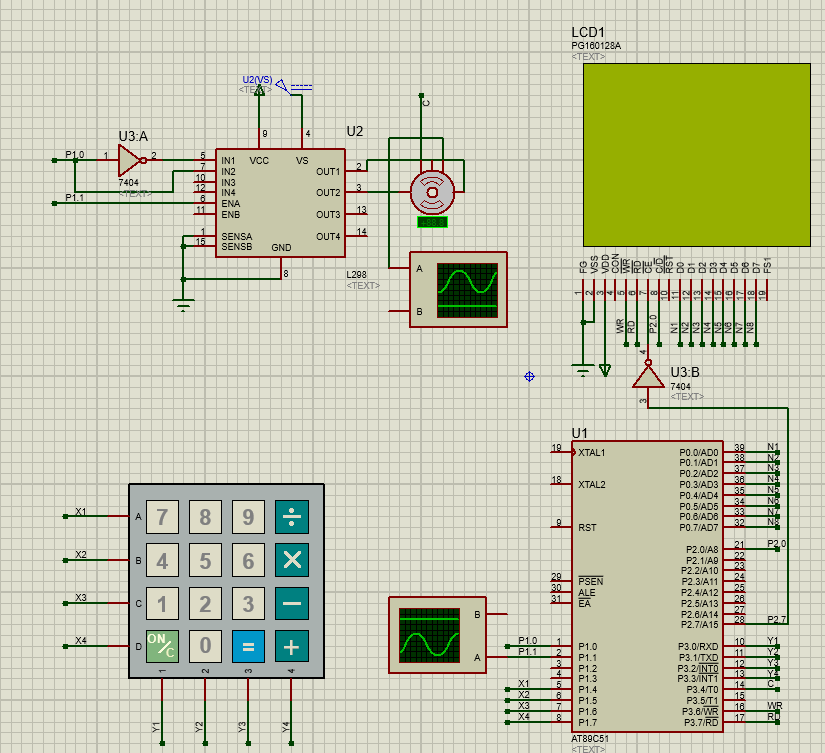 LCD1
PG160128A
<TEXT>
U2(VS)
<TEXT>
C
U3:A
U2
9
4
VCC
VS
P1.0
1
2
7404
<TEXT>
P1.1
5
IN1
7
IN2
10
IN3
12
IN4
6
ENA
11
ENB
1
SENSA
15
SENSB
OUT1
2
OUT2
3
OUT3
13
OUT4
14
GND
8
L298
<TEXT>
A
B
FG
VSS
VDD
CON
WR
RD
CE
C/D
RST
D0
D1
D2
D3
D4
D5
D6
D7
FS1
1
2
3
4
5
6
7
8
10
11
12
13
14
15
16
17
18
19
WR
RD
P2.0
N1
N2
N3
N4
N5
N6
N7
N8
4
U3:B
7404
<TEXT>
3
U1
19
XTAL1
18
XTAL2
9
RST
29
PSEN
30
ALE
31
EA
P1.0
1
P1.0
P1.1
2
P1.1
3
P1.2
4
P1.3
X1
5
P1.4
X2
6
P1.5
X3
7
P1.6
X4
8
P1.7
P0.0/AD0
39
N1
P0.1/AD1
38
N2
P0.2/AD2
37
N3
P0.3/AD3
36
N4
P0.4/AD4
35
N5
P0.5/AD5
34
N6
P0.6/AD6
33
N7
P0.7/AD7
32
N8
P2.0/A8
21
P2.0
P2.1/A9
22
P2.2/A10
23
P2.3/A11
24
P2.4/A12
25
P2.5/A13
26
P2.6/A14
27
P2.7/A15
28
P2.7
P3.0/RXD
10
Y1
P3.1/TXD
11
Y2
P3.2/INT0
12
Y3
P3.3/INT1
13
Y4
P3.4/T0
14
C
P3.5/T1
15
P3.6/WR
16
WR
P3.7/RD
17
RD
AT89C51
<TEXT>
B
A
X1
A
7
8
9
÷
X2
B
4
5
6
×
X3
C
1
2
3
−
X4
D
ON/C
0
=
+
1
2
3
4
Y1
Y2
Y3
Y4